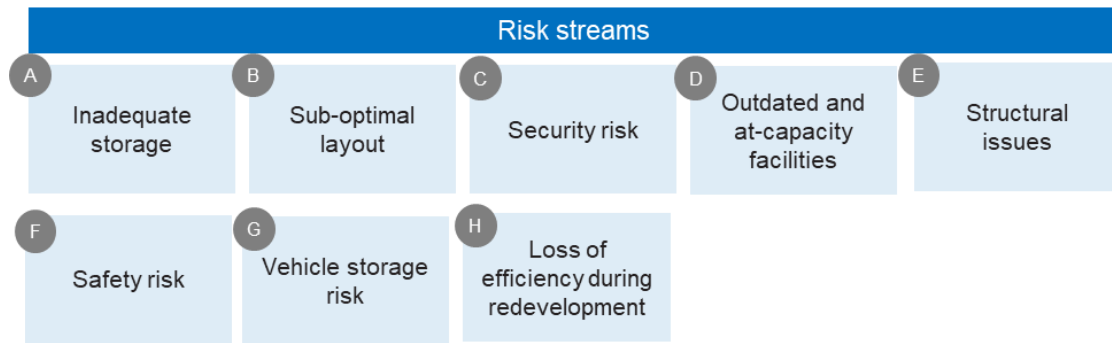 Risk streams
A
Inadequate
storage
B
Sub-optimal
layout
C
Security risk
D
Outdated and
at-capacity
facilities
E
Structural
issues
F
Safety risk
G
Vehicle storage
risk
H
Loss of
efficiency during
redevelopment